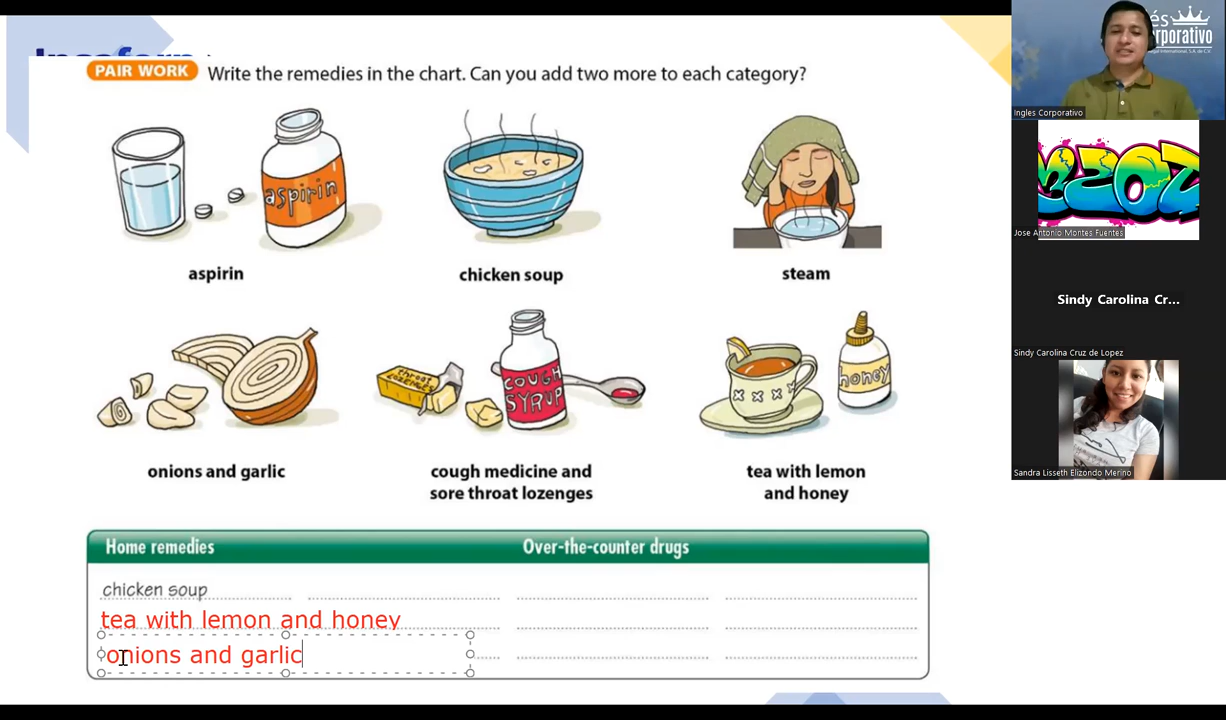 PAIR WORK Write the remedies in the chart. Can you add two more to each category?
aspirin
aspirin
chicken soup
steam
throat lozenges
COUGH SYRUP
honey
onions and garlic
cough medicine and
sore throat lozenges
tea with lemon
and honey
Home remedies Over-the-counter drugs
chicken soup
tea with lemon and honey
onions and garlic
Ingles Corporativo
Jose Antonio Montes Fuentes
Sindy Carolina Cr...
Sindy Carolina Cruz de Lopez
Sandra Lisseth Elizondo Merino